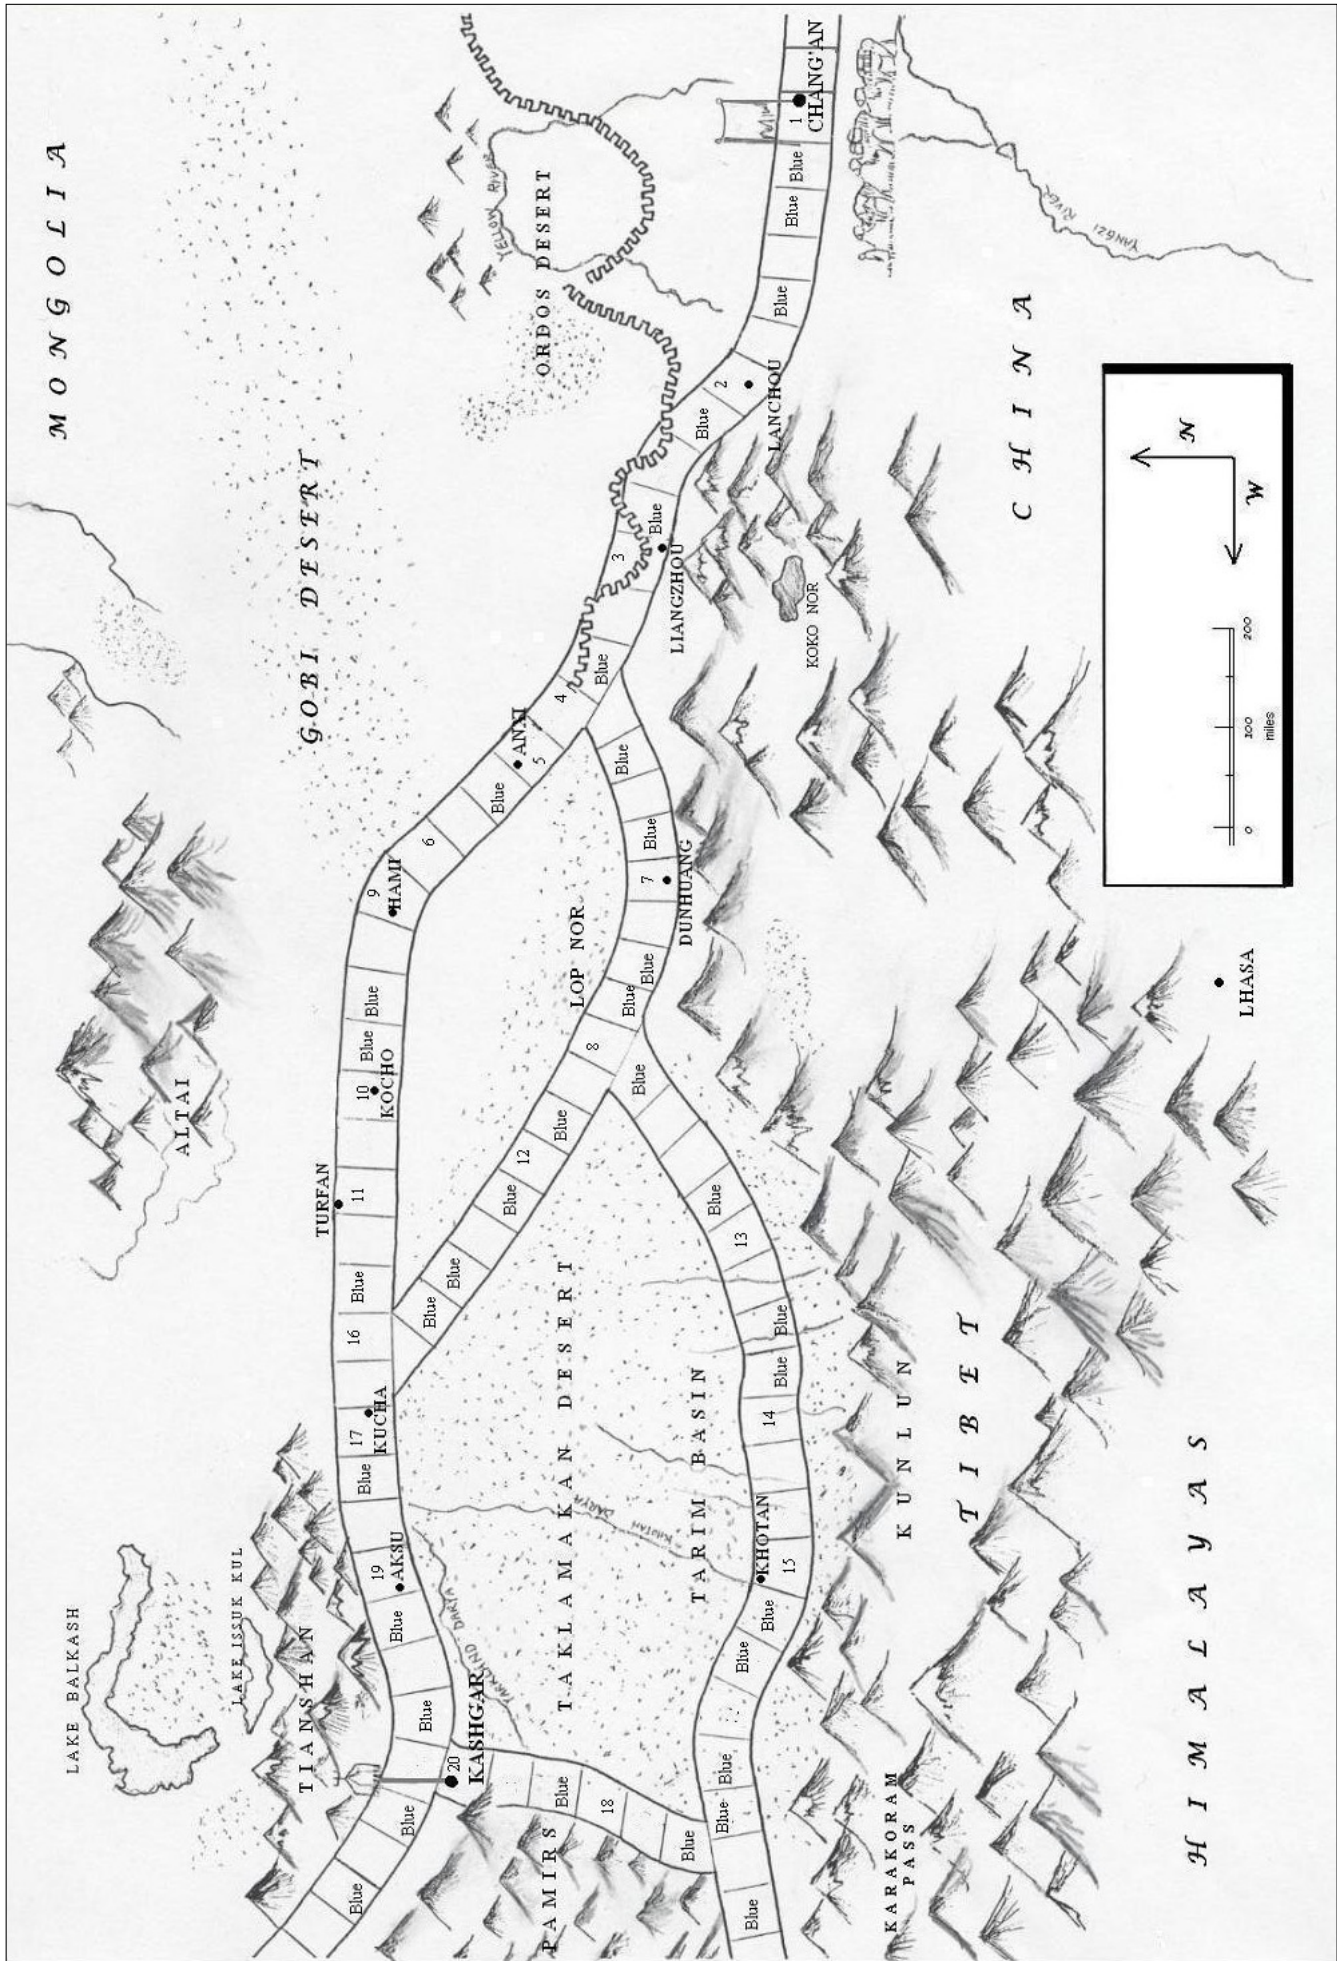 MONGOLIA
LAKE BALKASH
ALTAI
LAKE ISSUK KUL
GOBI DESERT
TIANSHAN
TURFAN
Blue
Blue
20
KASHGAR
Blue
Blue
19
AKSU
Blue
17
KUCHA
16
Blue
11
10
KOCHO
Blue
Blue
9
HAMI
6
Blue
5
ANXI
4
Blue
3
Blue
LIANGZHOU
Blue
2
LANCHOU
Blue
Blue
Blue
1
CHANG'AN
YELLOW RIVER
ORDOS DESERT
YARKAND DARYA
Blue
Blue
Blue
12
Blue
8
LOP NOR
Blue
Blue
7
DUNHUANG
Blue
Blue
PAMIRS
TAKLAMAKAN DESERT
KHOTAN DARYA
TARIM BASIN
Blue
18
Blue
Blue
Blue
Blue
Blue
Blue
KHOTAN
15
14
Blue
Blue
13
Blue
Blue
KOKO NOR
KARAKORAM
PASS
KUNLUN
TIBET
CHINA
YANGZI
RIVER
HIMALAYAS
LHASA
N
W
0 100 200
miles